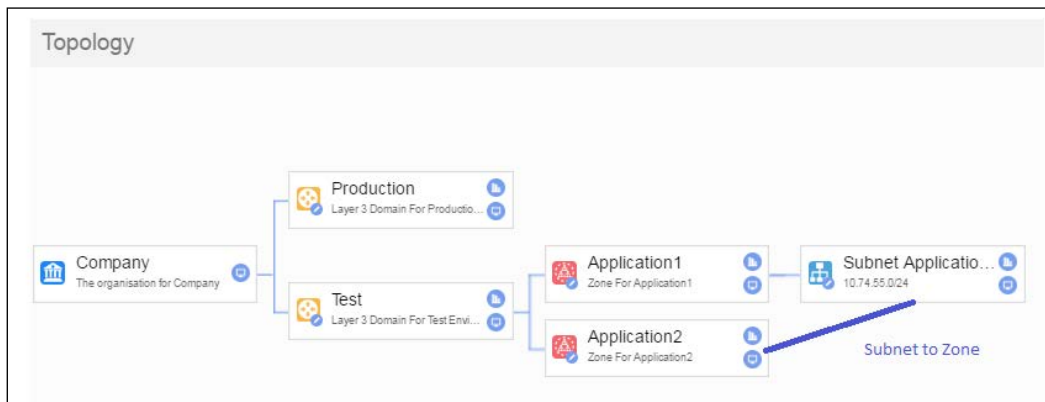 Topology
Production
Layer 3 Domain For Productio...
Company
The organisation for Company
Application1
Zone For Application1
Subnet Applicatio...
10.74.55.0/24
Test
Layer 3 Domain For Test Envi...
Application2
Zone For Application2
Subnet to Zone